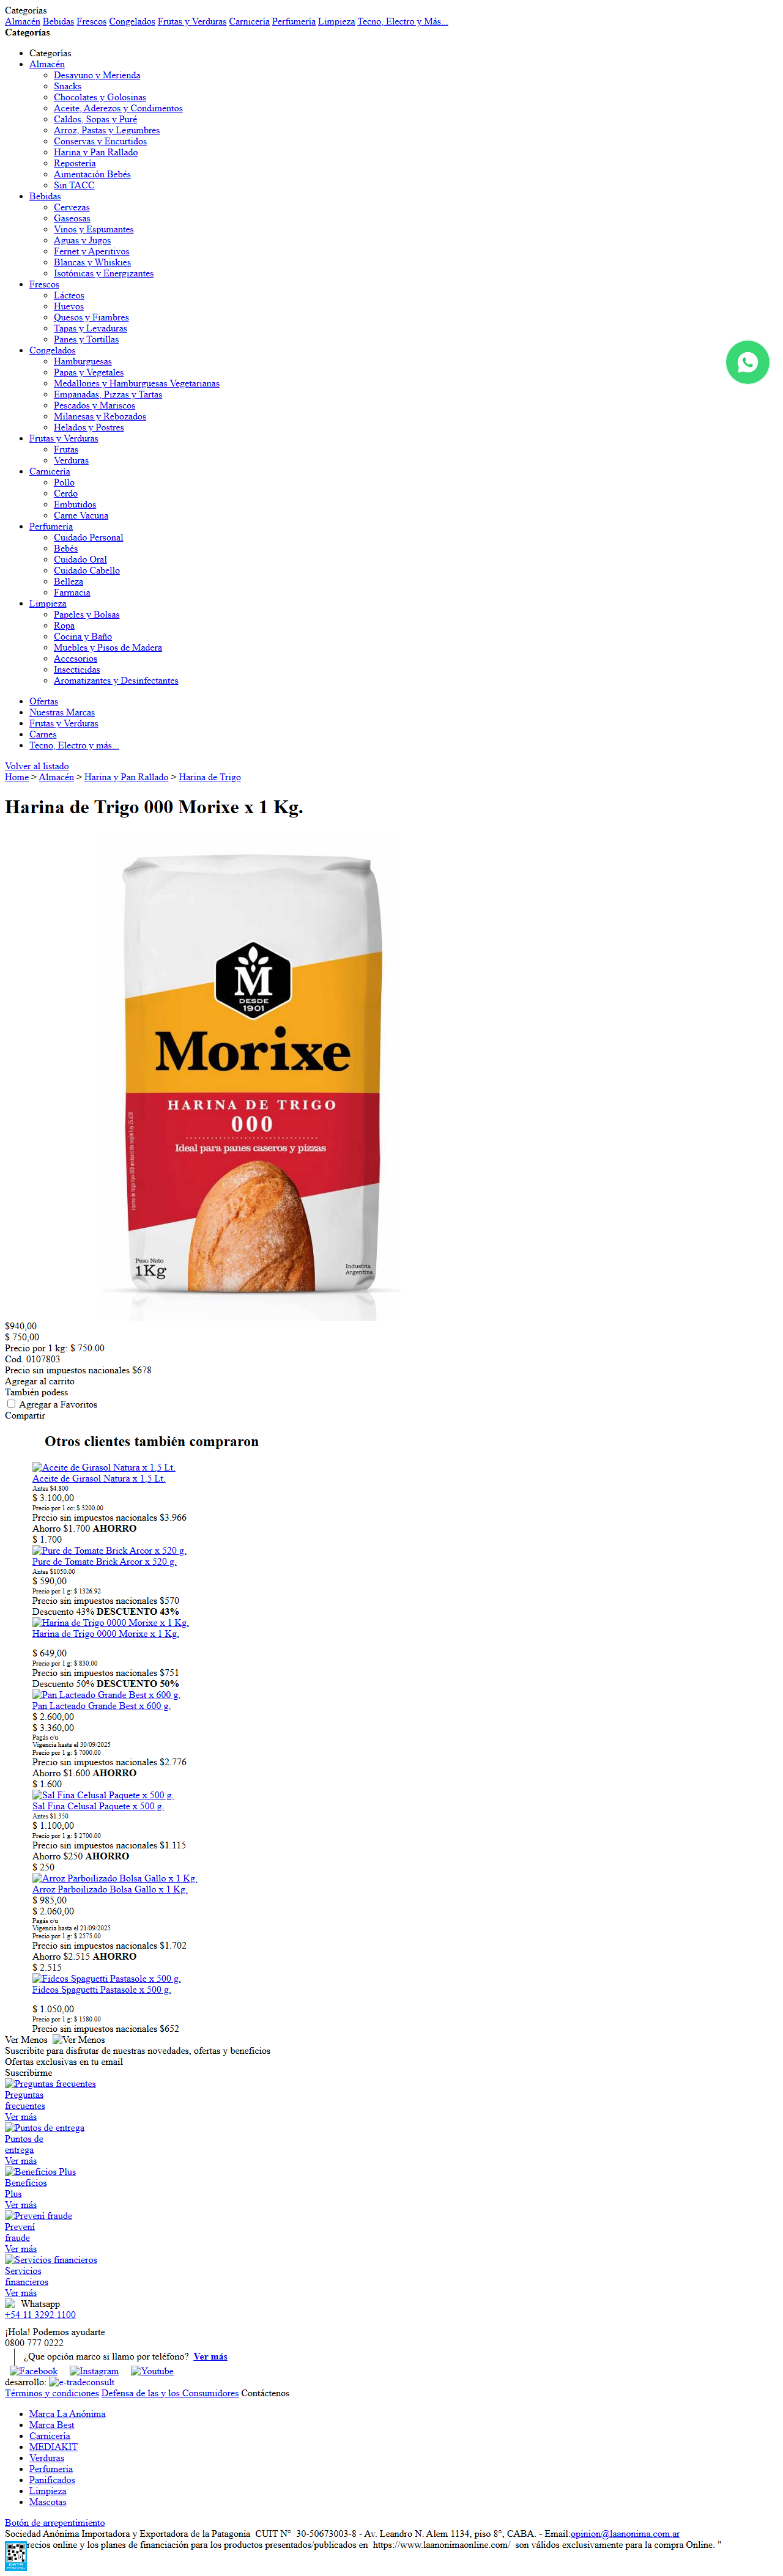 Categorías
Almacén Bebidas Frescos Congelados Frutas y Verduras Carnicería Perfumería Limpieza Tecno, Electro y Más...
Categorías
Categorías
Almacén
Desayuno y Merienda
Snacks
Chocolates y Golosinas
Aceite, Aderezos y Condimentos
Caldos, Sopas y Puré
Arroz, Pastas y Legumbres
Conservas y Encurtidos
Harina y Pan Rallado
Repostería
Aimentación Bebés
Sin TACC
Bebidas
Cervezas
Gaseosas
Vinos y Espumantes
Aguas y Jugos
Fernet y Aperitivos
Blancas y Whiskies
Isotónicas y Energizantes
Frescos
Lácteos
Huevos
Quesos y Fiambres
Tapas y Levaduras
Panes y Tortillas
Congelados
Hamburguesas
Papas y Vegetales
Medallones y Hamburguesas Vegetarianas
Empanadas, Pizzas y Tartas
Pescados y Mariscos
Milanesas y Rebozados
Helados y Postres
Frutas y Verduras
Frutas
Verduras
Carnicería
Pollo
Cerdo
Embutidos
Carne Vacuna
Perfumería
Cuidado Personal
Bebés
Cuidado Oral
Cuidado Cabello
Belleza
Farmacia
Limpieza
Papeles y Bolsas
Ropa
Cocina y Baño
Muebles y Pisos de Madera
Accesorios
Insecticidas
Aromatizantes y Desinfectantes
Ofertas
Nuestras Marcas
Frutas y Verduras
Carnes
Tecno, Electro y más...
Volver al listado
Home > Almacén > Harina y Pan Rallado > Harina de Trigo
Harina de Trigo 000 Morixe x 1 Kg.
M
DESDE
1901
Morixe
HARINA DE TRIGO
000
Ideal para panes caseros y pizzas
Peso Neto
1Kg
Industria
Argentina
$940,00
$ 750,00
Precio por 1 kg: $ 750.00
Cod. 0107803
Precio sin impuestos nacionales $678
Agregar al carrito
También podess
Agregar a Favoritos
Compartir
Otros clientes también compraron
Aceite de Girasol Natura x 1,5 Lt.
Aceite de Girasol Natura x 1,5 Lt.
Antes $4.800
$ 3.100,00
Precio por 1 cc: $ 3200.00
Precio sin impuestos nacionales $3.966
Ahorro $1.700 AHORRO
$ 1.700
Pure de Tomate Brick Arcor x 520 g.
Pure de Tomate Brick Arcor x 520 g.
Antes $1050.00
$ 590,00
Precio por 1 g: $ 1326.92
Precio sin impuestos nacionales $570
Descuento 43% DESCUENTO 43%
Harina de Trigo 0000 Morixe x 1 Kg.
Harina de Trigo 0000 Morixe x 1 Kg.
$ 649,00
Precio por 1 g: $ 830.00
Precio sin impuestos nacionales $751
Descuento 50% DESCUENTO 50%
Pan Lacteado Grande Best x 600 g.
Pan Lacteado Grande Best x 600 g.
$ 2.600,00
$ 3.360,00
Pagás c/u
Vigencia hasta el 30/09/2025
Precio por 1 g: $ 7000.00
Precio sin impuestos nacionales $2.776
Ahorro $1.600 AHORRO
$ 1.600
Sal Fina Celusal Paquete x 500 g.
Sal Fina Celusal Paquete x 500 g.
Antes $1.350
$ 1.100,00
Precio por 1 g: $ 2700.00
Precio sin impuestos nacionales $1.115
Ahorro $250 AHORRO
$ 250
Arroz Parboilizado Bolsa Gallo x 1 Kg.
Arroz Parboilizado Bolsa Gallo x 1 Kg.
$ 985,00
$ 2.060,00
Pagás c/u
Vigencia hasta el 21/09/2025
Precio por 1 g: $ 2575.00
Precio sin impuestos nacionales $1.702
Ahorro $2.515 AHORRO
$ 2.515
Fideos Spaguetti Pastasole x 500 g.
Fideos Spaguetti Pastasole x 500 g.
$ 1.050,00
Precio por 1 g: $ 1580.00
Precio sin impuestos nacionales $652
Ver Menos Ver Menos
Suscribite para disfrutar de nuestras novedades, ofertas y beneficios
Ofertas exclusivas en tu email
Suscribirme
Preguntas frecuentes
Preguntas
frecuentes
Ver más
Puntos de entrega
Puntos de
entrega
Ver más
Beneficios Plus
Beneficios
Plus
Ver más
Prevení fraude
Prevení
fraude
Ver más
Servicios financieros
Servicios
financieros
Ver más
Whatsapp
+54 11 3292 1100
¡Hola! Podemos ayudarte
0800 777 0222
¿Que opción marco si llamo por teléfono? Ver más
Facebook Instagram Youtube
desarrollo: e-tradeconsult
Términos y condiciones Defensa de las y los Consumidores Contáctenos
Marca La Anónima
Marca Best
Carnicería
MEDIAKIT
Verduras
Perfumeria
Panificados
Limpieza
Mascotas
Botón de arrepentimiento
Sociedad Anónima Importadora y Exportadora de la Patagonia CUIT N° 30-50673003-8 - Av. Leandro N. Alem 1134, piso 8°, CABA. - Email:opinion@laanonima.com.ar
recios online y los planes de financiación para los productos presentados/publicados en https://www.laanonimaonline.com/ son válidos exclusivamente para la compra Online. "